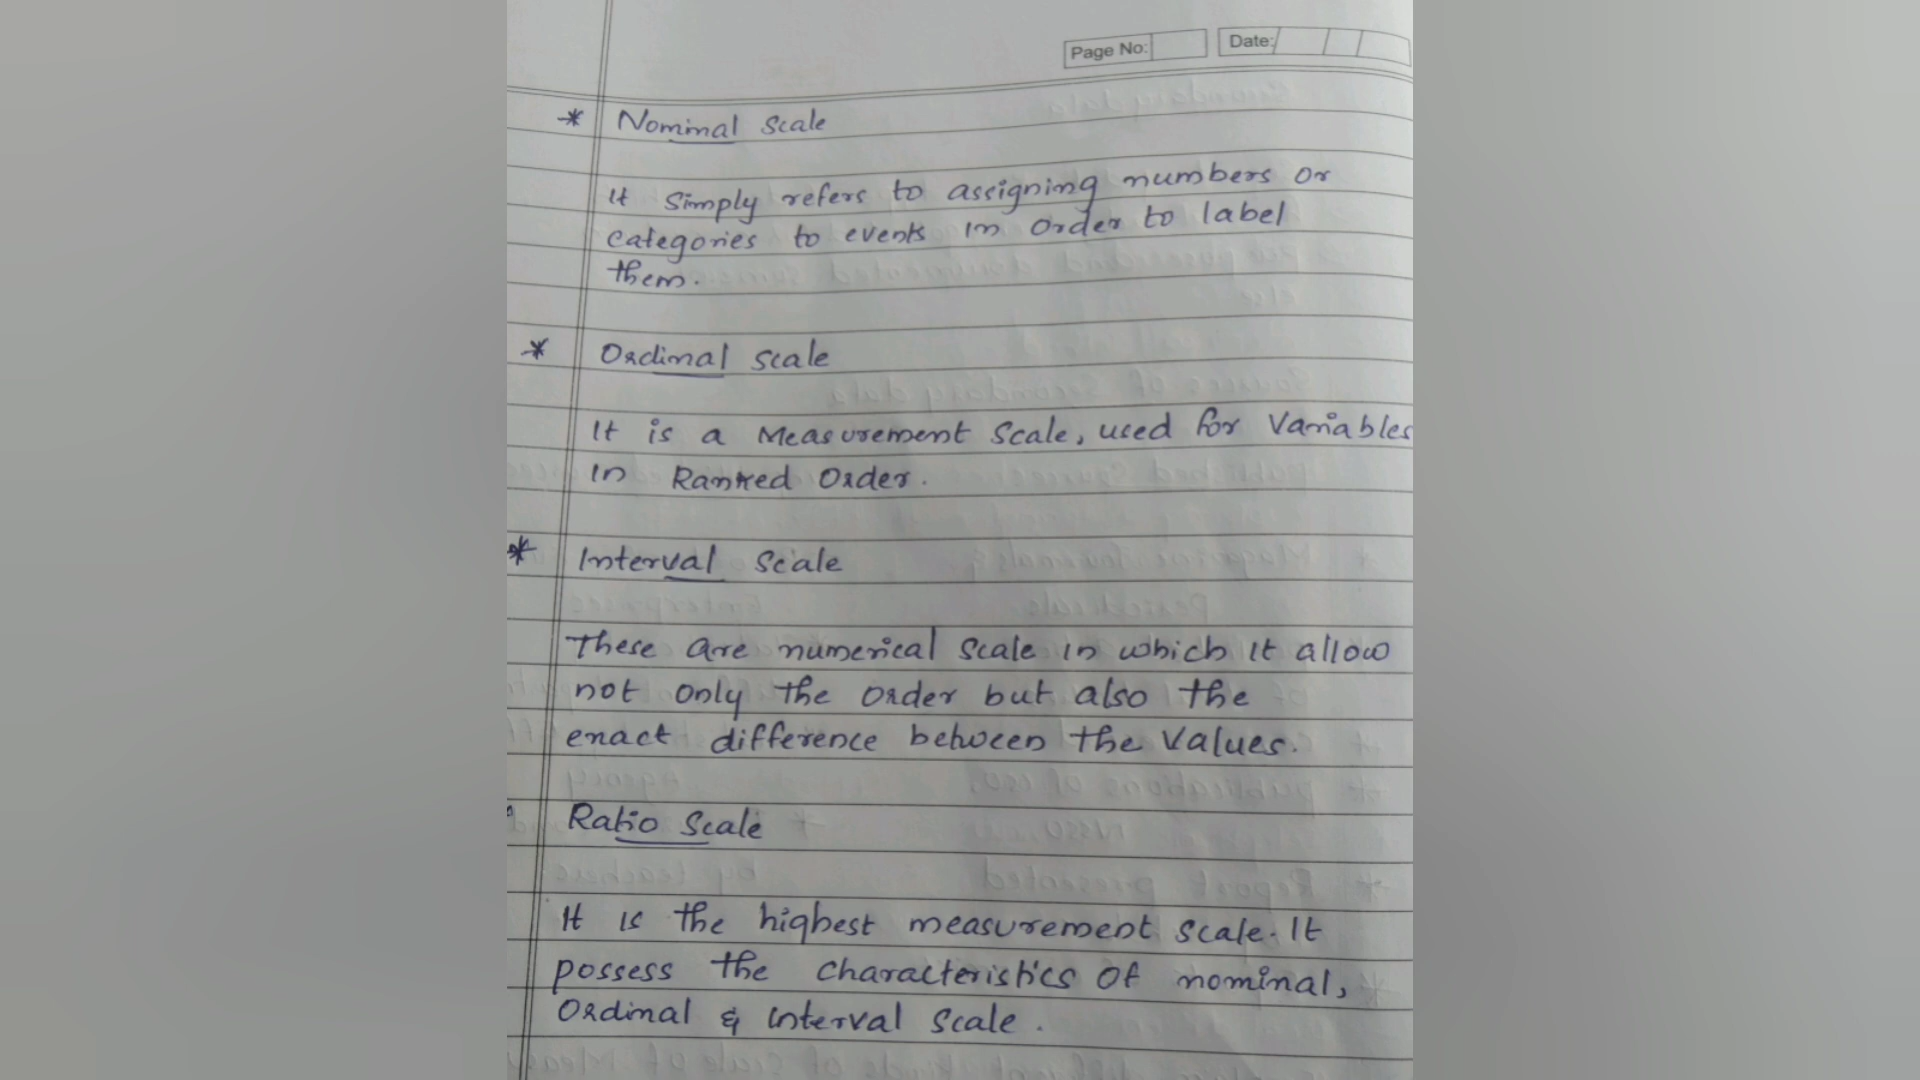 Page No: Date:
* Nominal Scale
It Simply refers to assigning numbers or
Categories to events in order to label
them.
* Ordinal Scale
It is a Measurement Scale, used for Variables
in Ranked Order.
* Interval Scale
These are numerical Scale in which it allow
not only the order but also the
exact difference between the Values.
Ratio Scale
It is the highest measurement scale. It
possess the characteristics of nominal,
Ordinal & interval Scale.